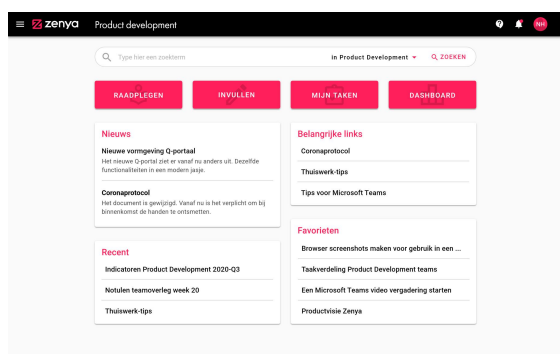 zenya
Product development
NH
Type hier een zoekterm
in Product Development
ZOEKEN
RAADPLEGEN
INVULLEN
MIJN TAKEN
DASHBOARD
Nieuws
Nieuwe vormgeving Q-portaal
Het nieuwe Q-portal ziet er vanaf nu anders uit. Dezelfde
functionaliteiten in een modern jasje.
Coronaprotocol
Het document is gewijzigd. Vanaf nu is het verplicht om bij
binnenkomst de handen te ontsmetten.
Recent
Indicatoren Product Development 2020-Q3
Notulen teamoverleg week 20
Thuiswerk-tips
Belangrijke links
Coronaprotocol
Thuiswerk-tips
Tips voor Microsoft Teams
Favorieten
Browser screenshots maken voor gebruik in een ...
Taakverdeling Product Development teams
Een Microsoft Teams video vergadering starten
Productvisie Zenya